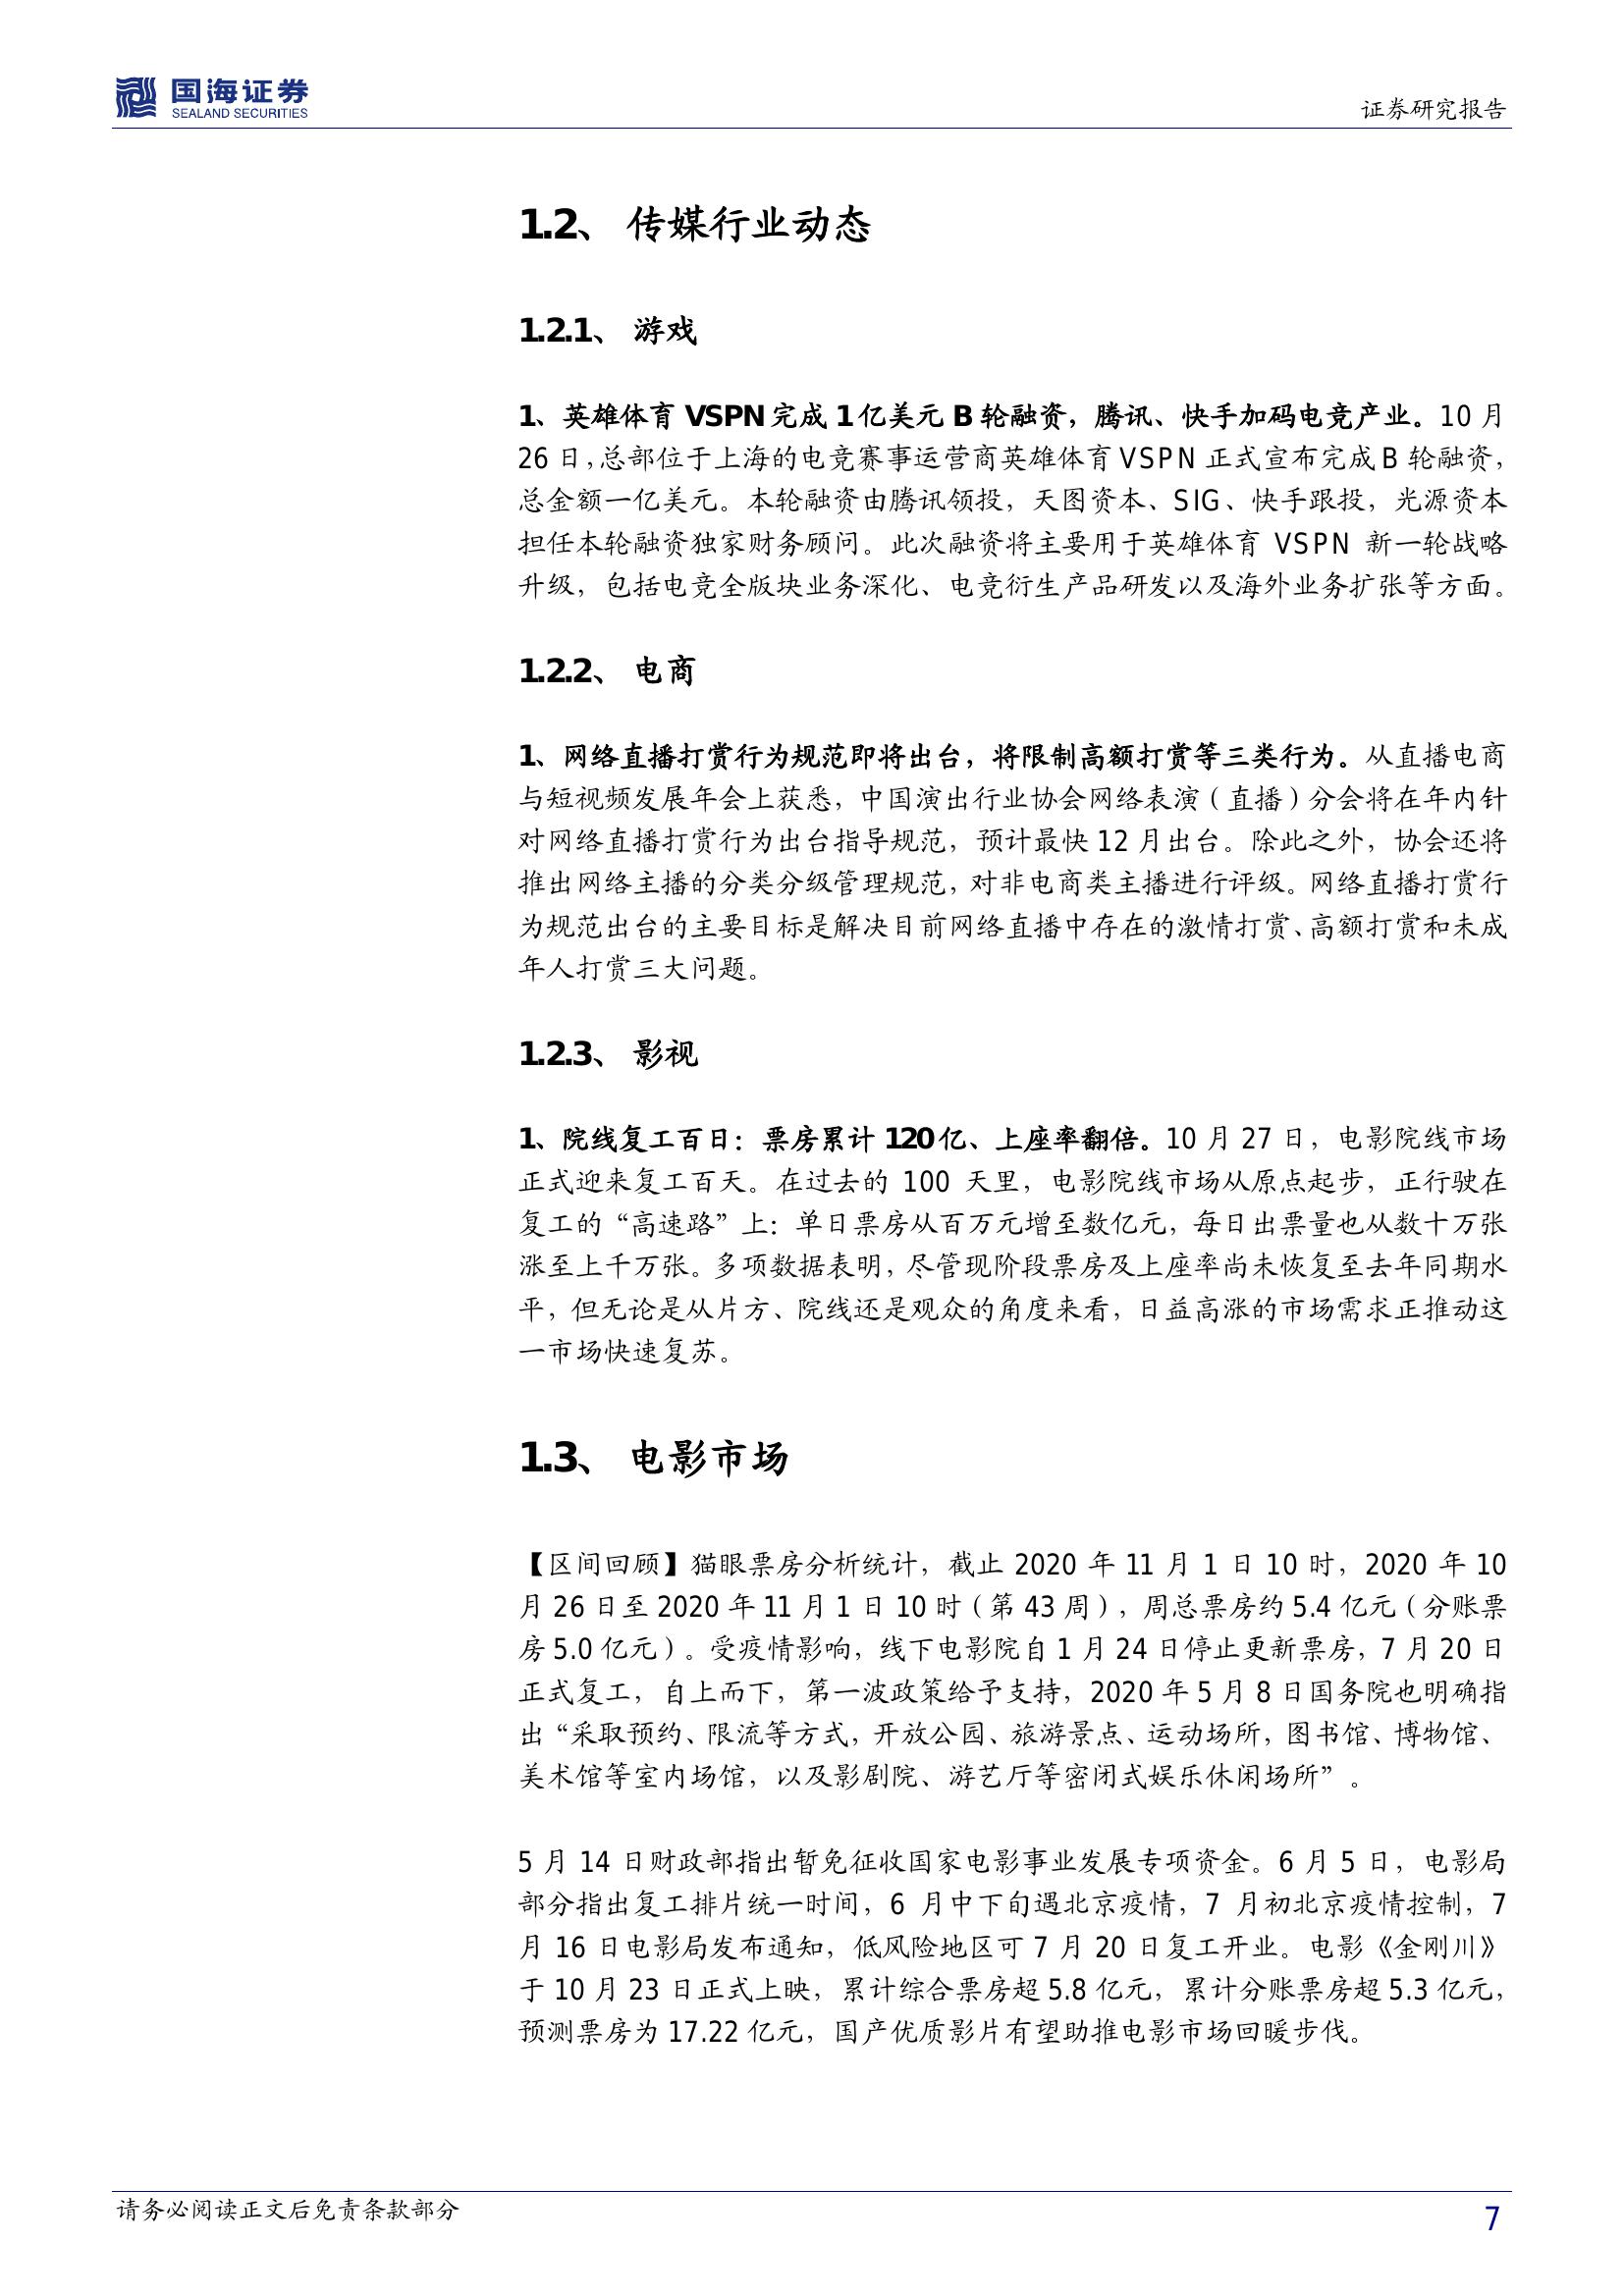 国海证券
SEALAND SECURITIES
证券研究报告
1.2、 传媒行业动态
1.2.1、 游戏
1、英雄体育 VSPN 完成 1 亿美元 B 轮融资，腾讯、快手加码电竞产业。10 月
26 日，总部位于上海的电竞赛事运营商英雄体育 VSPN 正式宣布完成 B 轮融资，
总金额一亿美元。本轮融资由腾讯领投，天图资本、SIG、快手跟投，光源资本
担任本轮融资独家财务顾问。此次融资将主要用于英雄体育 VSPN 新一轮战略
升级，包括电竞全版块业务深化、电竞衍生产品研发以及海外业务扩张等方面。
1.2.2、 电商
1、网络直播打赏行为规范即将出台，将限制高额打赏等三类行为。从直播电商
与短视频发展年会上获悉，中国演出行业协会网络表演（直播）分会将在年内针
对网络直播打赏行为出台指导规范，预计最快 12 月出台。除此之外，协会还将
推出网络主播的分类分级管理规范，对非电商类主播进行评级。网络直播打赏行
为规范出台的主要目标是解决目前网络直播中存在的激情打赏、高额打赏和未成
年人打赏三大问题。
1.2.3、 影视
1、院线复工百日：票房累计 120 亿、上座率翻倍。10 月 27 日，电影院线市场
正式迎来复工百天。在过去的 100 天里，电影院线市场从原点起步，正行驶在
复工的“高速路”上：单日票房从百万元增至数亿元，每日出票量也从数十万张
涨至上千万张。多项数据表明，尽管现阶段票房及上座率尚未恢复至去年同期水
平，但无论是从片方、院线还是观众的角度来看，日益高涨的市场需求正推动这
一市场快速复苏。
1.3、 电影市场
【区间回顾】猫眼票房分析统计，截止 2020 年 11 月 1 日 10 时，2020 年 10
月 26 日至 2020 年 11 月 1 日 10 时（第 43 周），周总票房约 5.4 亿元（分账票
房 5.0 亿元）。受疫情影响，线下电影院自 1 月 24 日停止更新票房，7 月 20 日
正式复工，自上而下，第一波政策给予支持，2020 年 5 月 8 日国务院也明确指
出“采取预约、限流等方式，开放公园、旅游景点、运动场所，图书馆、博物馆、
美术馆等室内场馆，以及影剧院、游艺厅等密闭式娱乐休闲场所”。
5 月 14 日财政部指出暂免征收国家电影事业发展专项资金。6 月 5 日，电影局
部分指出复工排片统一时间，6 月中下旬遇北京疫情，7 月初北京疫情控制，7
月 16 日电影局发布通知，低风险地区可 7 月 20 日复工开业。电影《金刚川》
于 10 月 23 日正式上映，累计综合票房超 5.8 亿元，累计分账票房超 5.3 亿元，
预测票房为 17.22 亿元，国产优质影片有望助推电影市场回暖步伐。
请务必阅读正文后免责条款部分
7